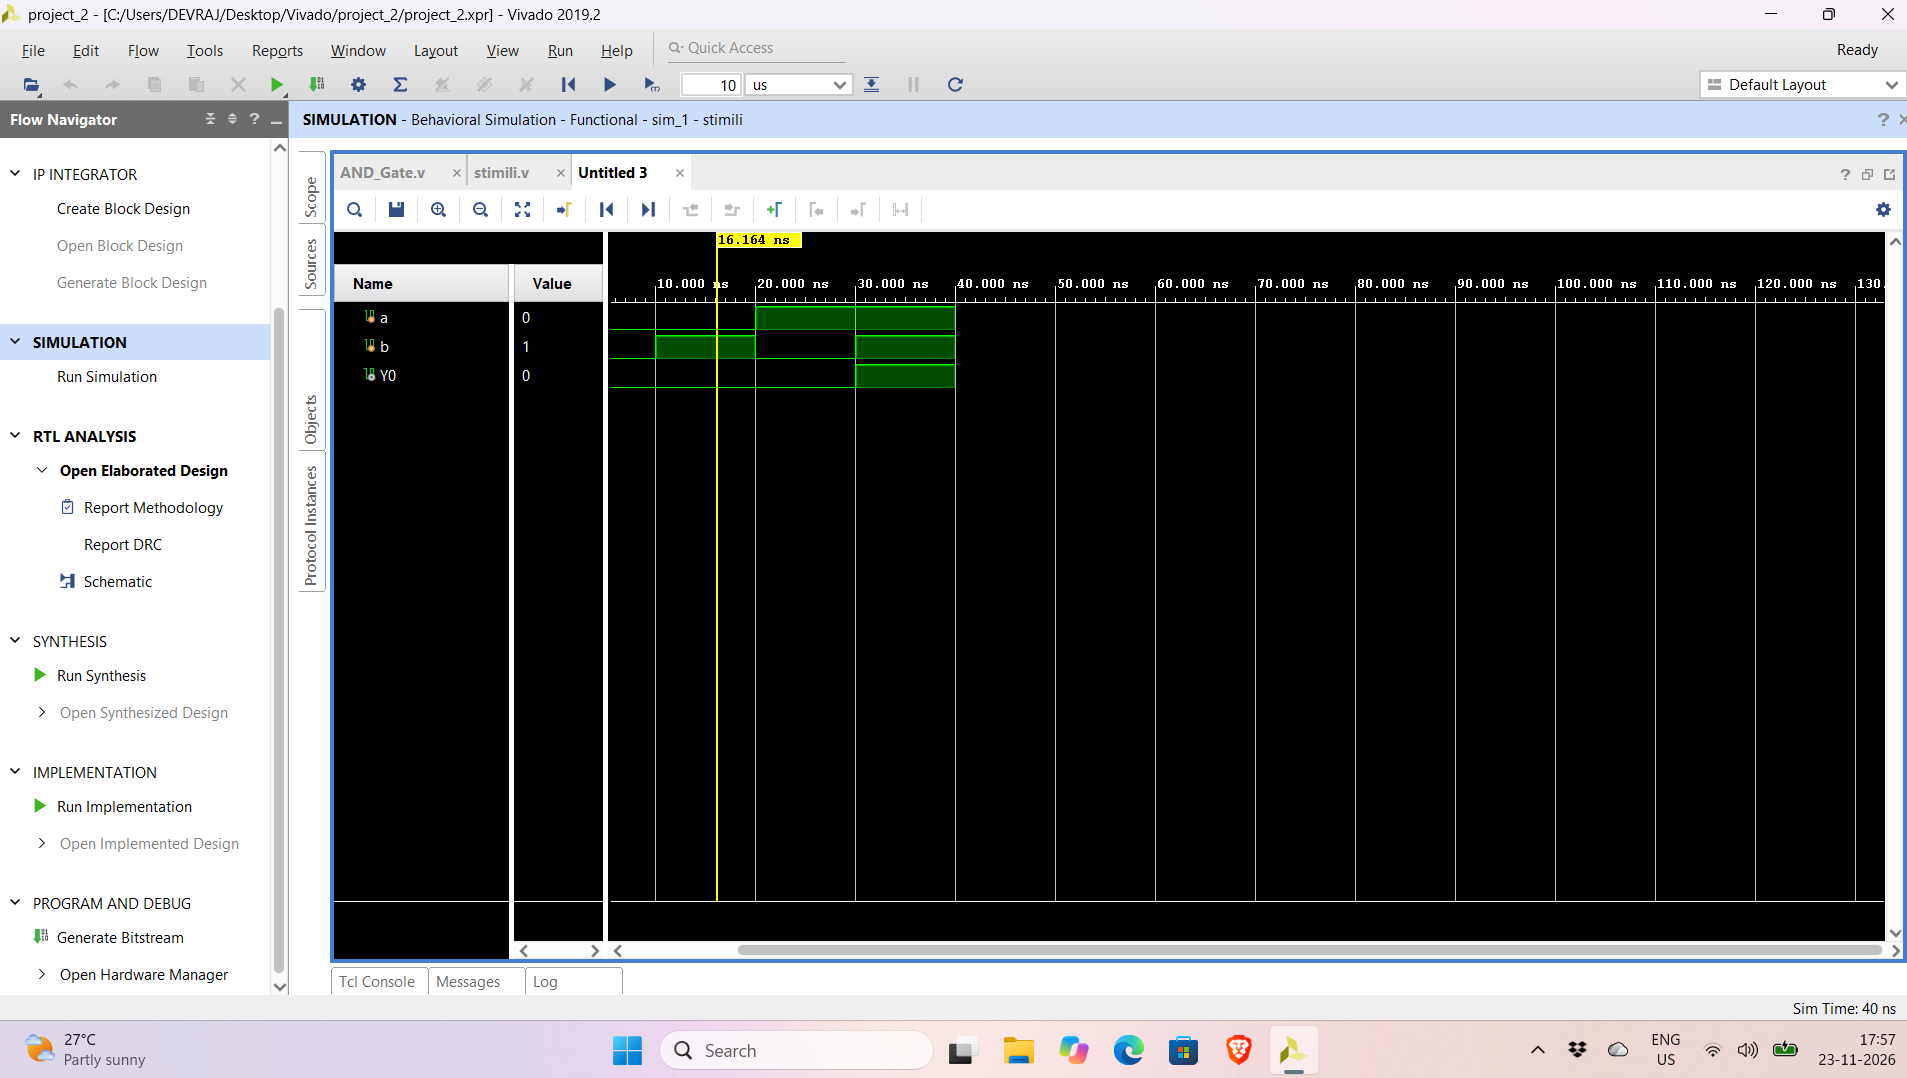 project_2 - [C:/Users/DEVRAJ/Desktop/Vivado/project_2/project_2.xpr] - Vivado 2019.2
File Edit Flow Tools Reports Window Layout View Run Help Quick Access Ready
10 us Default Layout
Flow Navigator
SIMULATION - Behavioral Simulation - Functional - sim_1 - stimili
IP INTEGRATOR
Create Block Design
Open Block Design
Generate Block Design
SIMULATION
Run Simulation
RTL ANALYSIS
Open Elaborated Design
Report Methodology
Report DRC
Schematic
SYNTHESIS
Run Synthesis
Open Synthesized Design
IMPLEMENTATION
Run Implementation
Open Implemented Design
PROGRAM AND DEBUG
Generate Bitstream
Open Hardware Manager
Scope
Sources
Objects
Protocol Instances
AND_Gate.v stimili.v Untitled 3
16.164 ns
Name Value
10.000 ns 20.000 ns 30.000 ns 40.000 ns 50.000 ns 60.000 ns 70.000 ns 80.000 ns 90.000 ns 100.000 ns 110.000 ns 120.000 ns 130.
a 0
b 1
Y0 0
Tcl Console Messages Log
Sim Time: 40 ns
27°C
Partly sunny
Search
ENG
US
17:57
23-11-2026